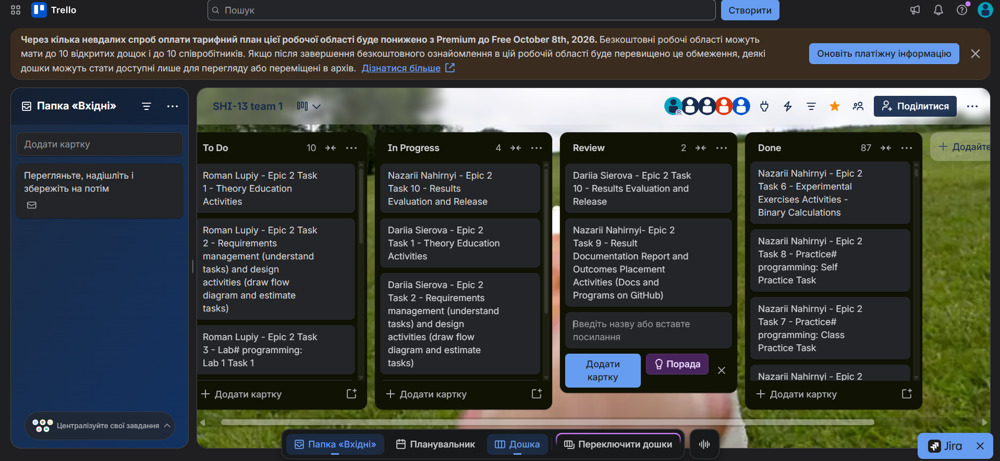 Trello
Пошук
Створити
Через кілька невдалих спроб оплати тарифний план цієї робочої області буде понижено з Premium до Free October 8th, 2026. Безкоштовні робочі області можуть
мати до 10 відкритих дощок і до 10 співробітників. Якщо після завершення безкоштовного ознайомлення в цій робочій області буде перевищено це обмеження, деякі
дошки можуть стати доступні лише для перегляду або переміщені в архів. Дізнатися більше
Оновіть платіжну інформацію
Папка «Вхідні»
Додати картку
Перегляньте, надішліть і
збережіть на потім
Централізуйте свої завдання
SHI-13 team 1
Поділитися
To Do
10
Roman Lupiy - Epic 2 Task
1 - Theory Education
Activities
Roman Lupiy - Epic 2 Task
2 - Requirements
management (understand
tasks) and design
activities (draw flow
diagram and estimate
tasks)
Roman Lupiy - Epic 2 Task
3 - Lab# programming:
Lab 1 Task 1
Додати картку
In Progress
4
Nazarii Nahirnyi - Epic 2
Task 10 - Results
Evaluation and Release
Dariia Sierova - Epic 2
Task 1 - Theory Education
Activities
Dariia Sierova - Epic 2
Task 2 - Requirements
management (understand
tasks) and design
activities (draw flow
diagram and estimate
tasks)
Додати картку
Review
2
Dariia Sierova - Epic 2 Task
10 - Results Evaluation and
Release
Nazarii Nahirnyi- Epic 2
Task 9 - Result
Documentation Report and
Outcomes Placement
Activities (Docs and
Programs on GitHub)
Введіть назву або вставте
посилання
Додати
картку
Порада
Done
87
Nazarii Nahirnyi - Epic 2
Task 6 - Experimental
Exercises Activities -
Binary Calculations
Nazarii Nahirnyi - Epic 2
Task 8 - Practice#
programming: Self
Practice Task
Nazarii Nahirnyi - Epic 2
Task 7 - Practice#
programming: Class
Practice Task
Nazarii Nahirnyi - Epic 2
Додати картку
Додайте
Папка «Вхідні»
Планувальник
Дошка
Переключити дошки
Jira